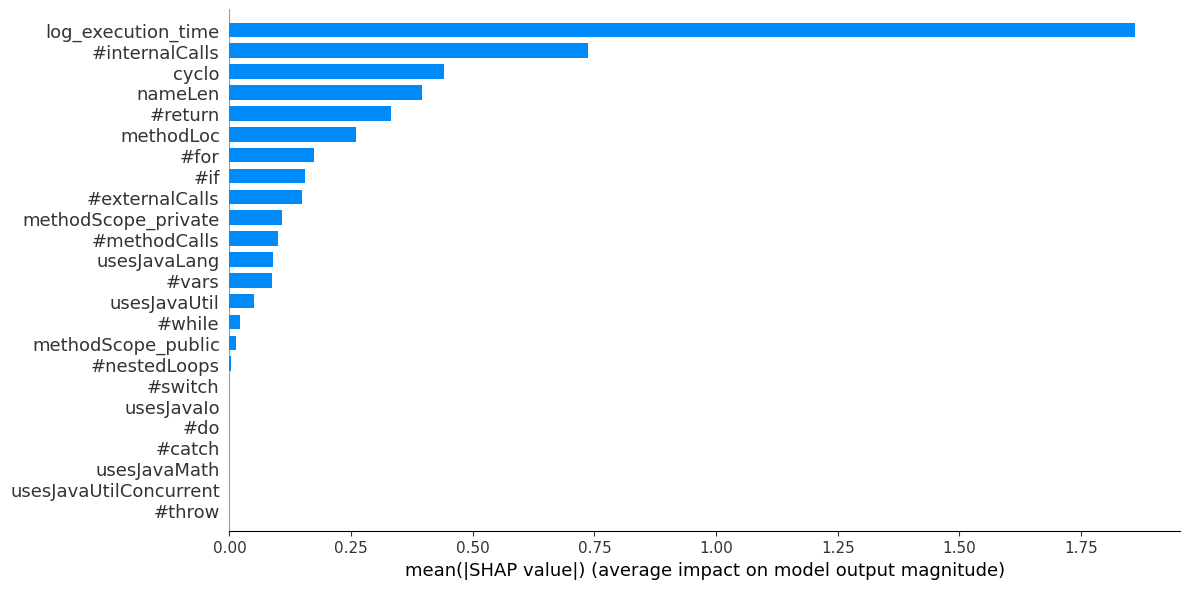 log_execution_time
#internalCalls
cyclo
nameLen
#return
methodLoc
#for
#if
#externalCalls
methodScope_private
#methodCalls
usesJavaLang
#vars
usesJavaUtil
#while
methodScope_public
#nestedLoops
#switch
usesJavaIo
#do
#catch
usesJavaMath
usesJavaUtilConcurrent
#throw
0.00 0.25 0.50 0.75 1.00 1.25 1.50 1.75
mean(|SHAP value|) (average impact on model output magnitude)